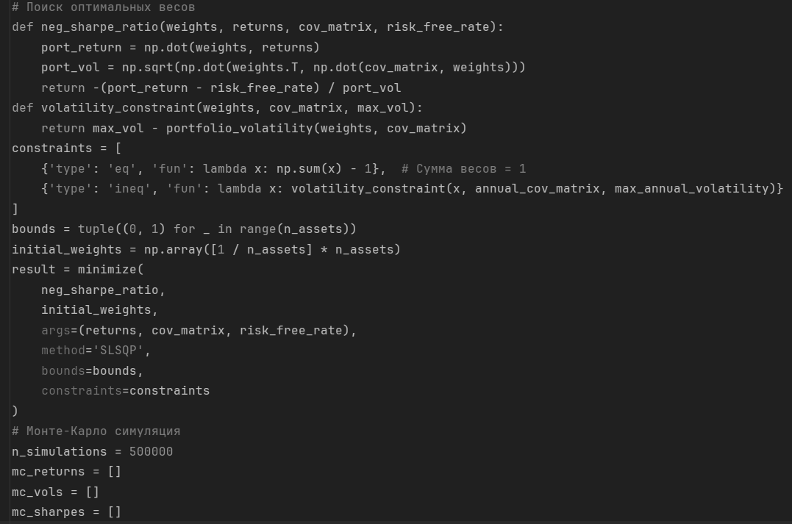 # Поиск оптимальных весов
def neg_sharpe_ratio(weights, returns, cov_matrix, risk_free_rate):
    port_return = np.dot(weights, returns)
    port_vol = np.sqrt(np.dot(weights.T, np.dot(cov_matrix, weights)))
    return -(port_return - risk_free_rate) / port_vol
def volatility_constraint(weights, cov_matrix, max_vol):
    return max_vol - portfolio_volatility(weights, cov_matrix)
constraints = [
    {'type': 'eq', 'fun': lambda x: np.sum(x) - 1},  # Сумма весов = 1
    {'type': 'ineq', 'fun': lambda x: volatility_constraint(x, annual_cov_matrix, max_annual_volatility)}
]
bounds = tuple((0, 1) for _ in range(n_assets))
initial_weights = np.array([1 / n_assets] * n_assets)
result = minimize(
    neg_sharpe_ratio,
    initial_weights,
    args=(returns, cov_matrix, risk_free_rate),
    method='SLSQP',
    bounds=bounds,
    constraints=constraints
)
# Монте-Карло симуляция
n_simulations = 500000
mc_returns = []
mc_vols = []
mc_sharpes = []